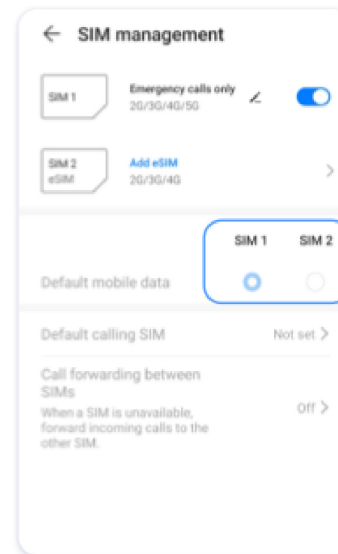 SIM management
SIM 1
Emergency calls only
2G/3G/4G/5G
SIM 2
eSIM
Add eSIM
2G/3G/4G
SIM 1 SIM 2
Default mobile data
Default calling SIM Not set
Call forwarding between
SIMs
When a SIM is unavailable,
forward incoming calls to the
other SIM.
Off